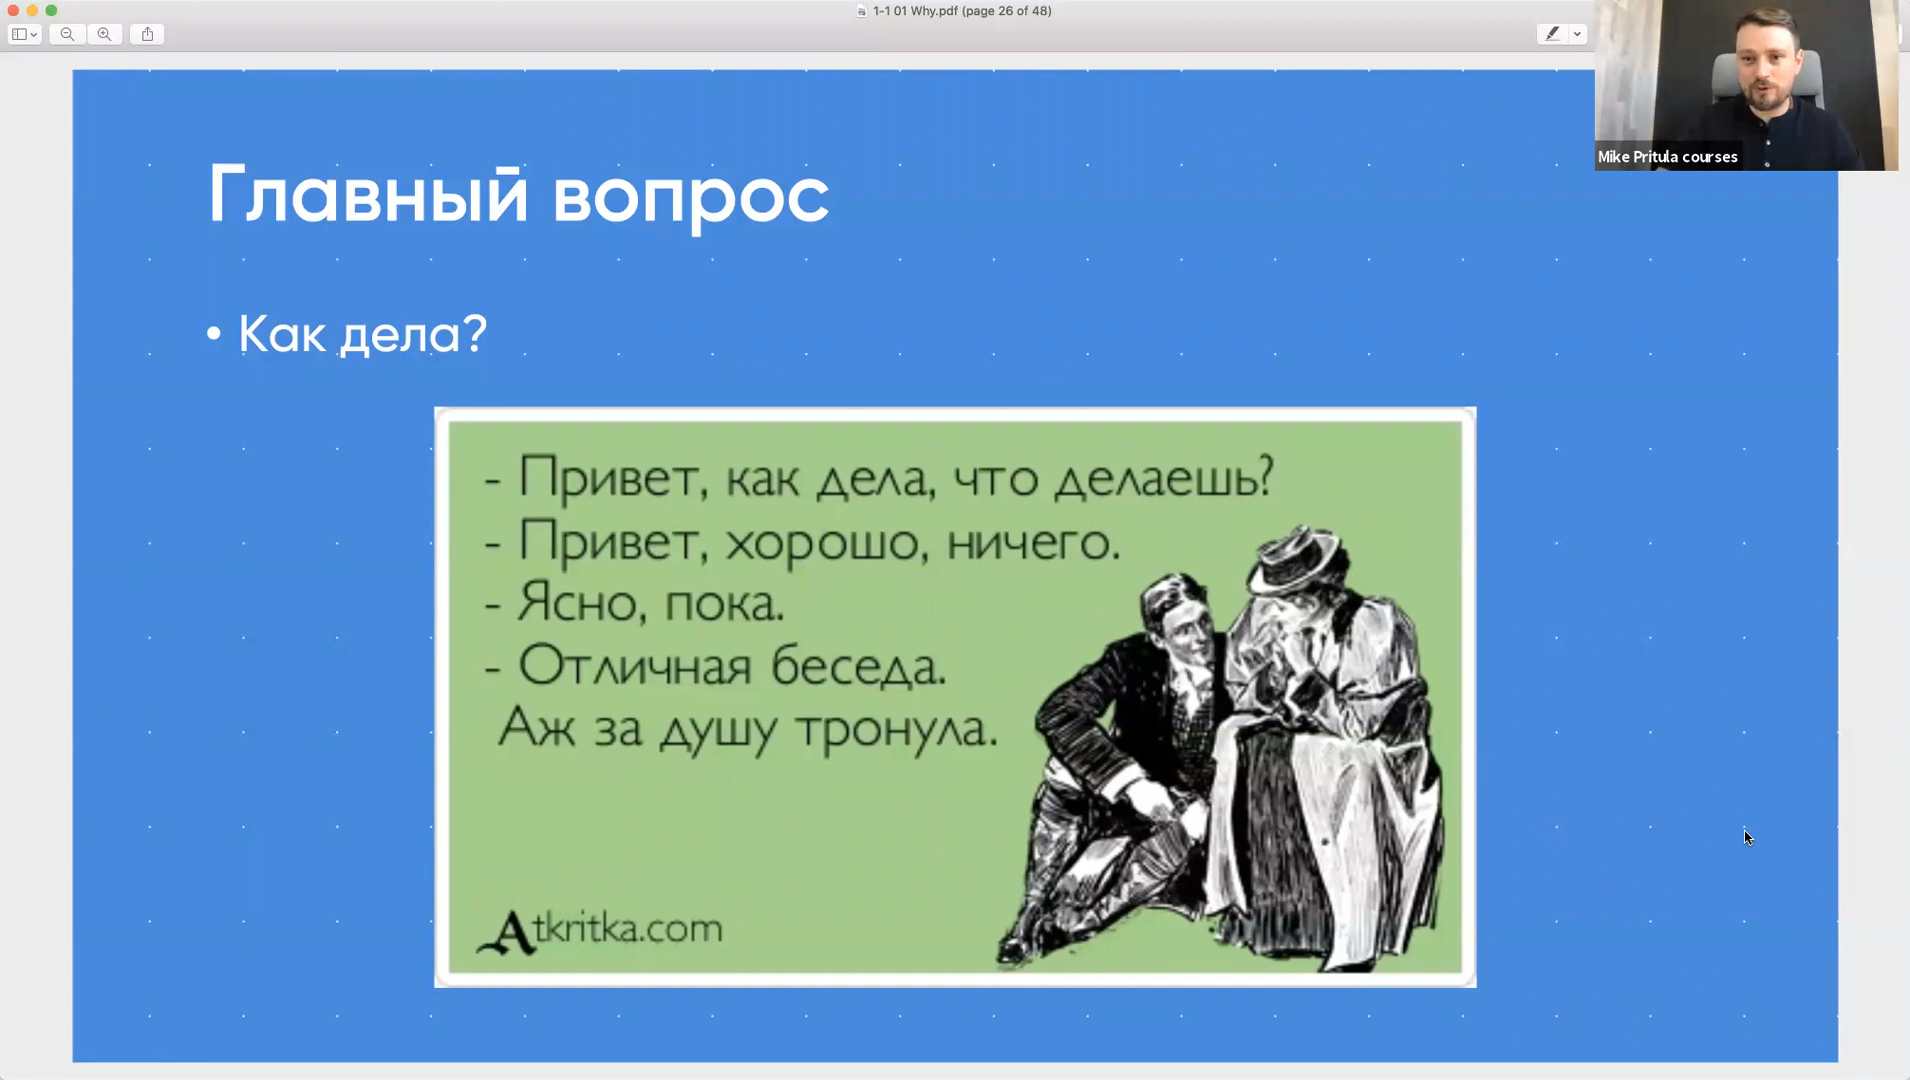 1-1 01 Why.pdf (page 26 of 48)
Mike Pritula courses
Главный вопрос
• Как дела?
- Привет, как дела, что делаешь?
- Привет, хорошо, ничего.
- Ясно, пока.
- Отличная беседа.
Аж за душу тронула.
Atkritka.com